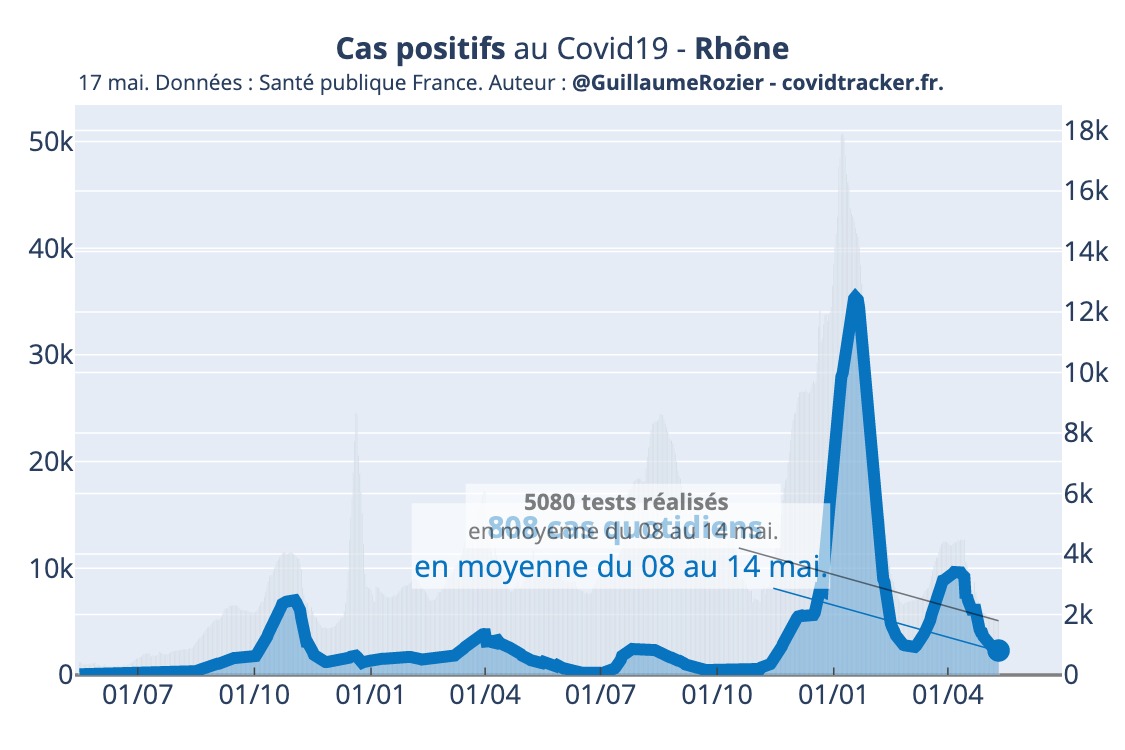 Cas positifs au Covid19 - Rhône
17 mai. Données : Santé publique France. Auteur : @GuillaumeRozier - covidtracker.fr.
50k
40k
30k
20k
10k
0
18k
16k
14k
12k
10k
8k
6k
4k
2k
0
5080 tests réalisés
en moyenne du 08 au 14 mai.
808 cas quotidiens
en moyenne du 08 au 14 mai.
01/07
01/10
01/01
01/04
01/07
01/10
01/01
01/04